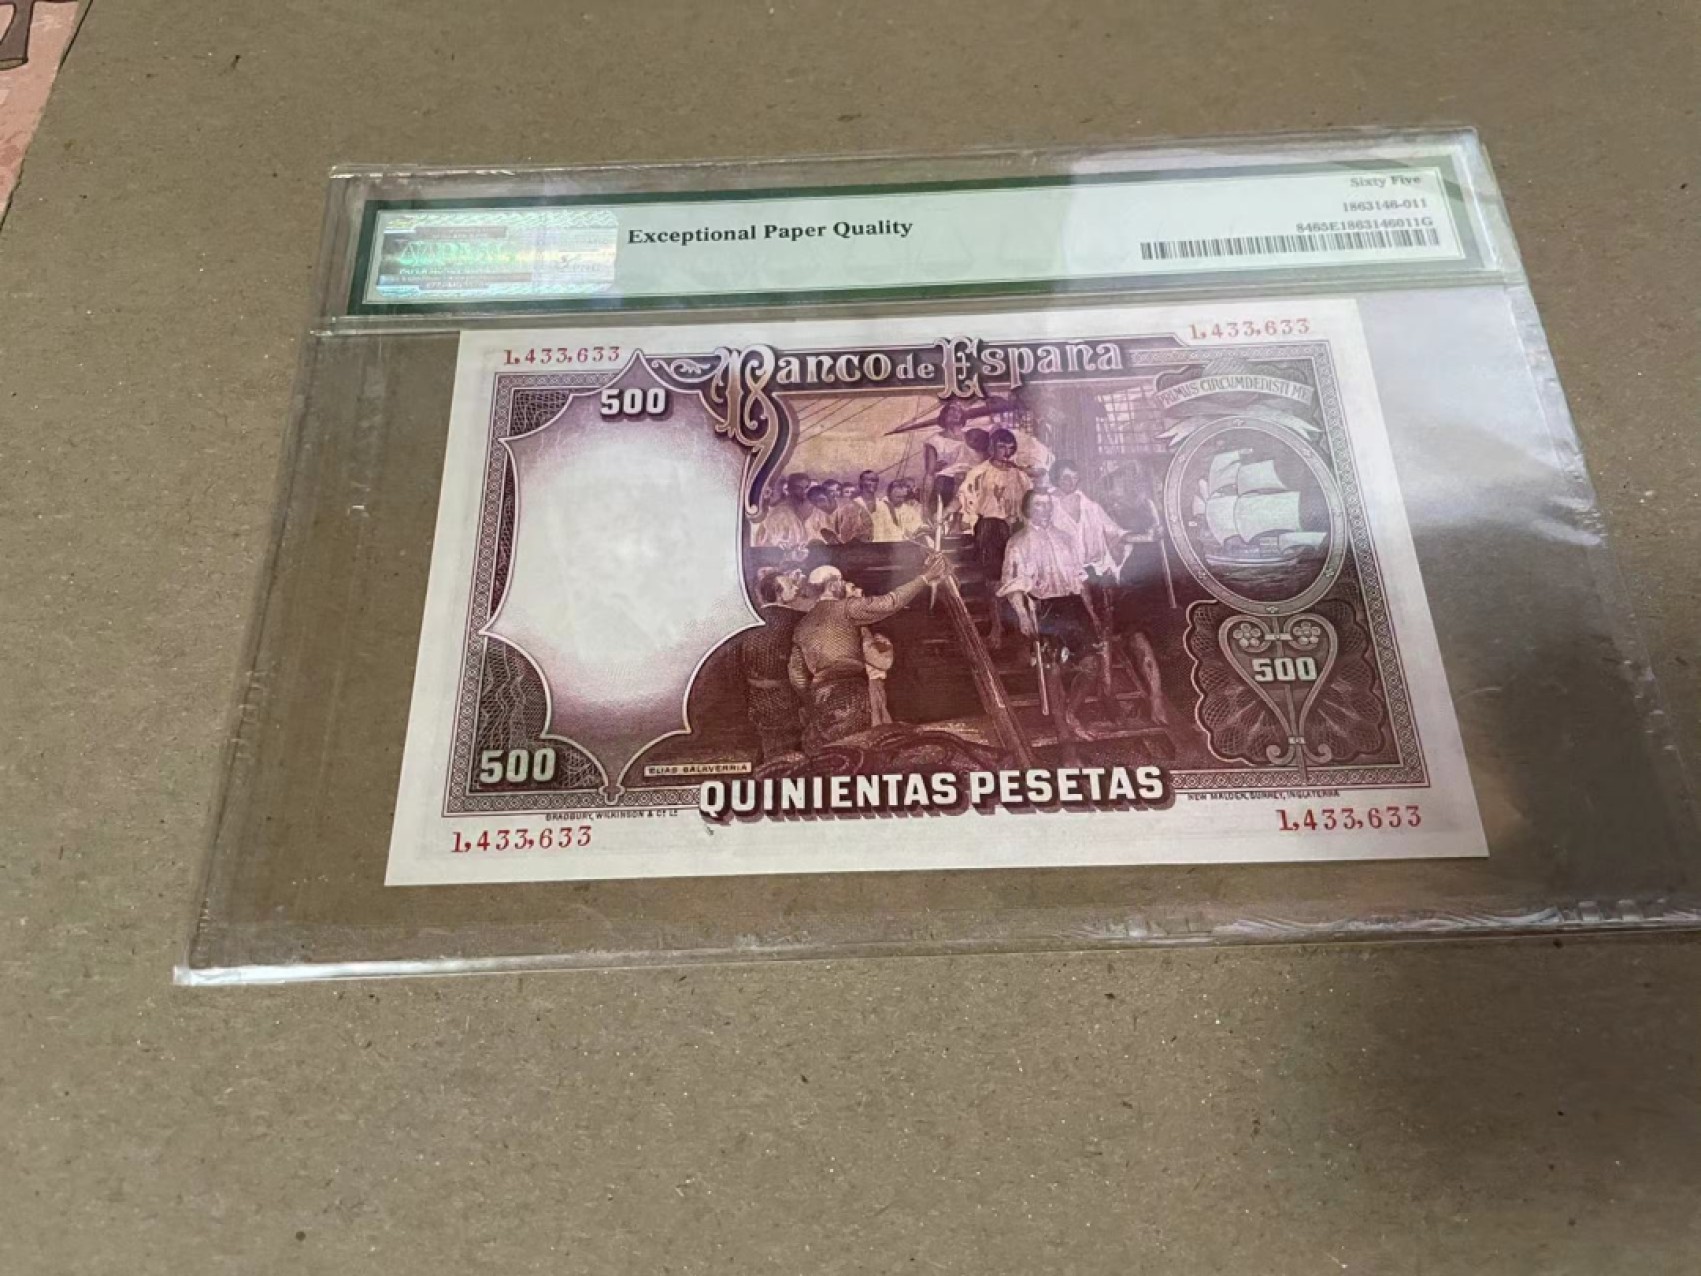 Exceptional Paper Quality
Sixty Five
1863146-011
8465E1863146011G
1,433,633
1,433,633
Banco de España
500
PRIMUS CIRCUMDEDISTI ME
500
500
ELIAS SALAVERRIA
QUINIENTAS PESETAS
BRADBURY, WILKINSON & Cº Lᴅ
NEW MALDEN, SURREY, INGLATERRA
1,433,633
1,433,633